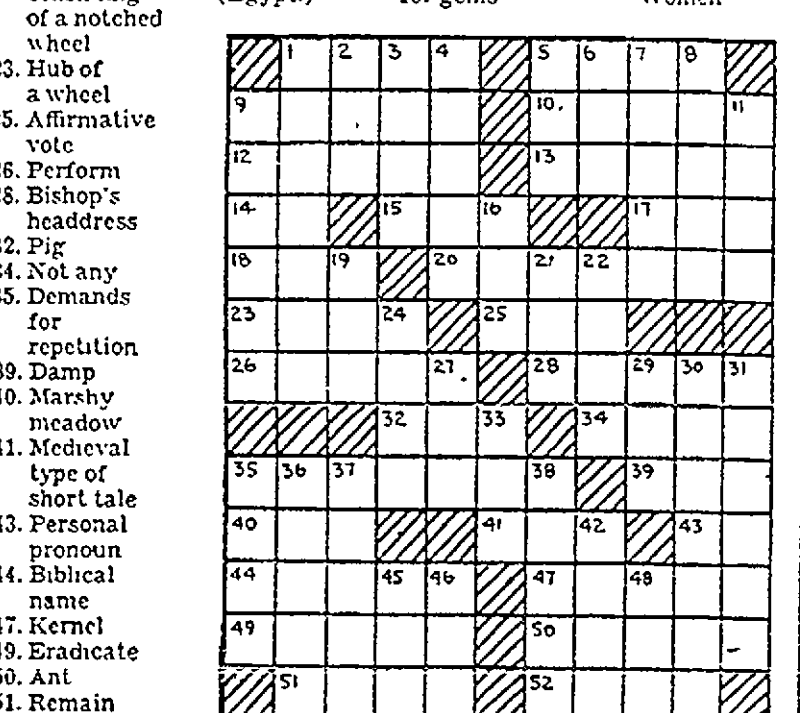 of a notched
wheel
23. Hub of
a wheel
25. Affirmative
vote
26. Perform
28. Bishop's
headdress
32. Pig
34. Not any
35. Demands
for
repetition
39. Damp
40. Marshy
meadow
41. Medieval
type of
short tale
43. Personal
pronoun
44. Biblical
name
47. Kernel
49. Eradicate
50. Ant
51. Remain
(Egypt) for gems women
1 2 3 4 5 6 7 8
9 10. 11
12 13
14 15 16 17
18 19 20 21 22
23 24 25
26 27 28 29 30 31
32 33 34
35 36 37 38 39
40 41 42 43
44 45 46 47 48
49 50
51 52